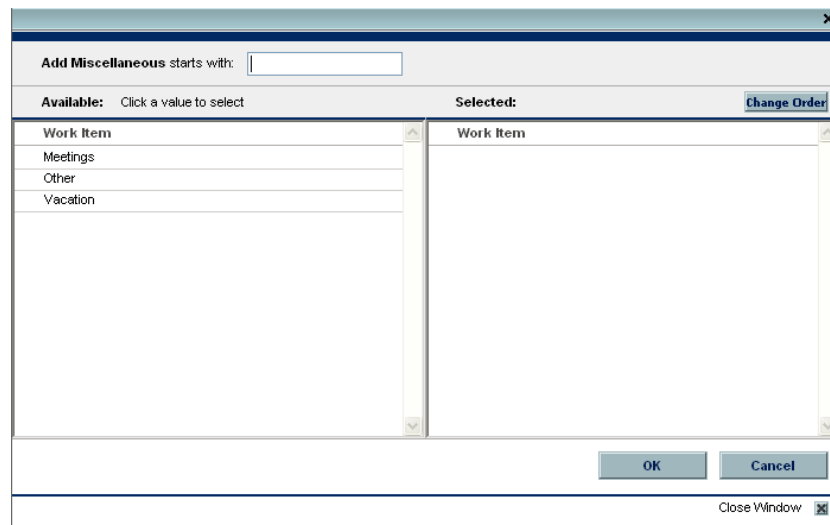 Add Miscellaneous starts with:
Available: Click a value to select Selected: Change Order
Work Item Work Item
Meetings
Other
Vacation
OK Cancel
Close Window